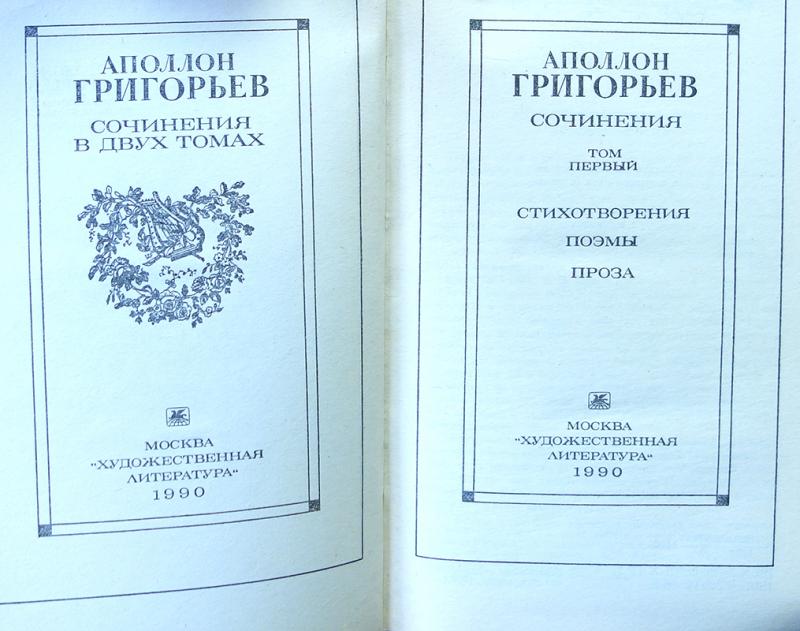 АПОЛЛОН
ГРИГОРЬЕВ
СОЧИНЕНИЯ
В ДВУХ ТОМАХ
МОСКВА
"ХУДОЖЕСТВЕННАЯ
ЛИТЕРАТУРА"
1990
АПОЛЛОН
ГРИГОРЬЕВ
СОЧИНЕНИЯ
ТОМ
ПЕРВЫЙ
СТИХОТВОРЕНИЯ
ПОЭМЫ
ПРОЗА
МОСКВА
"ХУДОЖЕСТВЕННАЯ
ЛИТЕРАТУРА"
1990